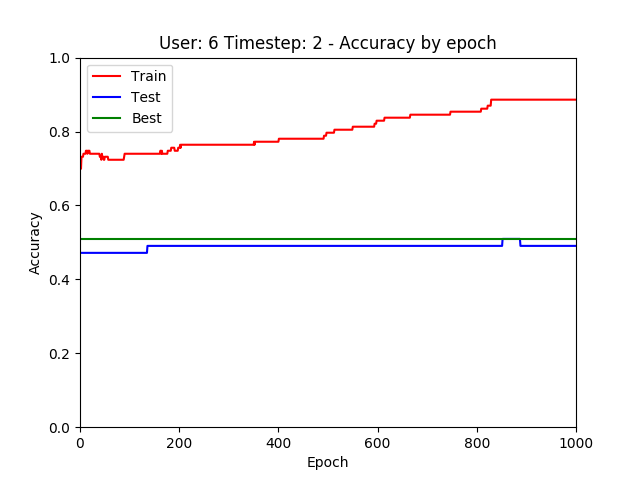 User: 6 Timestep: 2 - Accuracy by epoch
Train
Test
Best
1.0
0.8
0.6
0.4
0.2
0.0
Accuracy
0 200 400 600 800 1000
Epoch